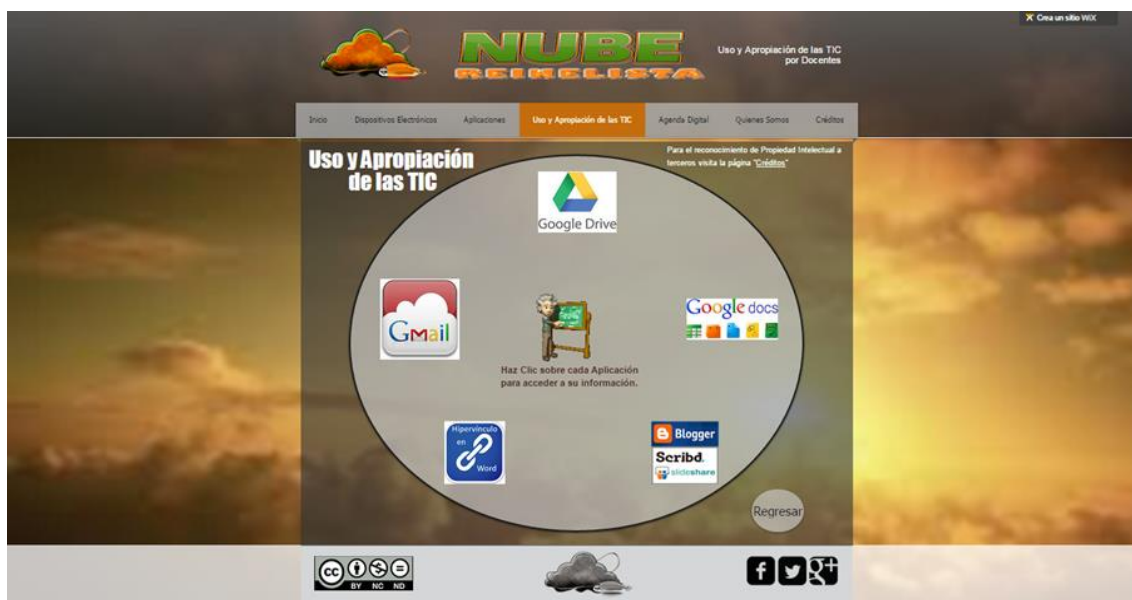 Crea un sitio WiX
NUBE
REIMELISTA
Uso y Apropiación de las TIC
por Docentes
Inicio
Dispositivos Electrónicos
Aplicaciones
Uso y Apropiación de las TIC
Agenda Digital
Quienes Somos
Créditos
Uso y Apropiación
de las TIC
Para el reconocimiento de Propiedad Intelectual a
terceros visita la página "Créditos"
Google Drive
Gmail
Google docs
Haz Clic sobre cada Aplicación
para acceder a su información.
Hipervínculo
en
Word
Blogger
Scribd.
slideshare
Regresar
cc
BY NC ND